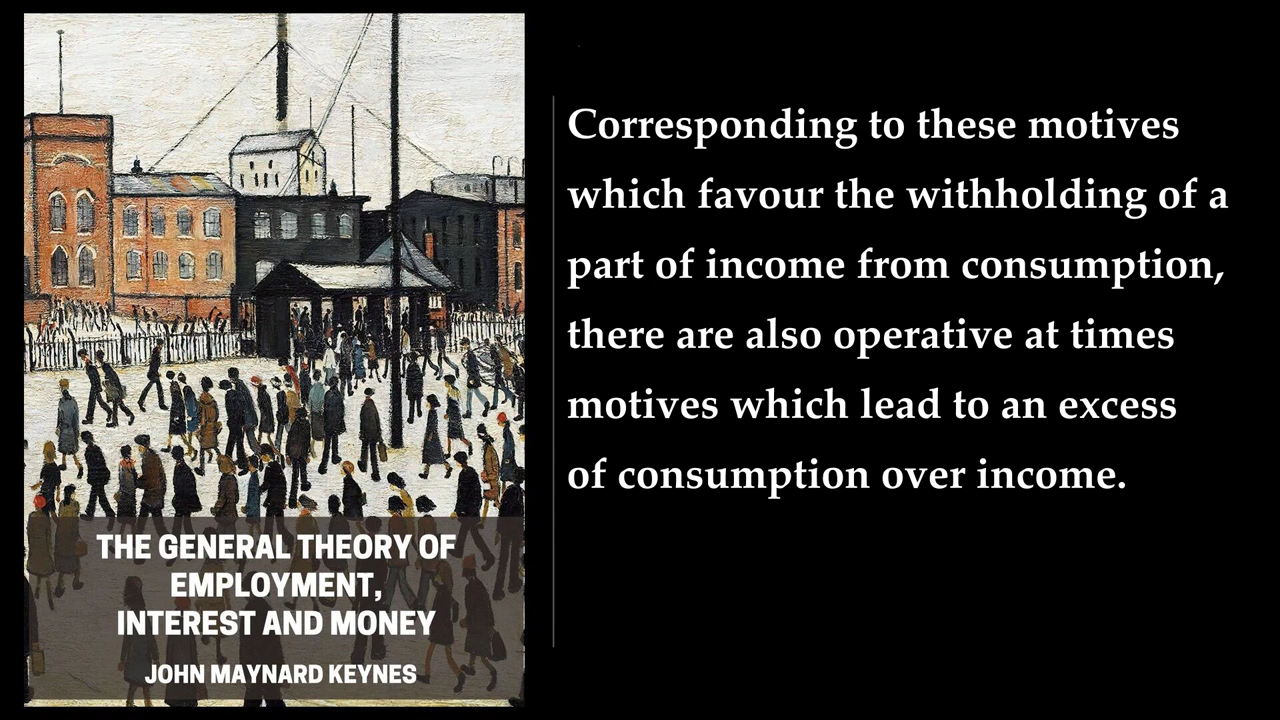 THE GENERAL THEORY OF
EMPLOYMENT,
INTEREST AND MONEY
JOHN MAYNARD KEYNES
Corresponding to these motives
which favour the withholding of a
part of income from consumption,
there are also operative at times
motives which lead to an excess
of consumption over income.